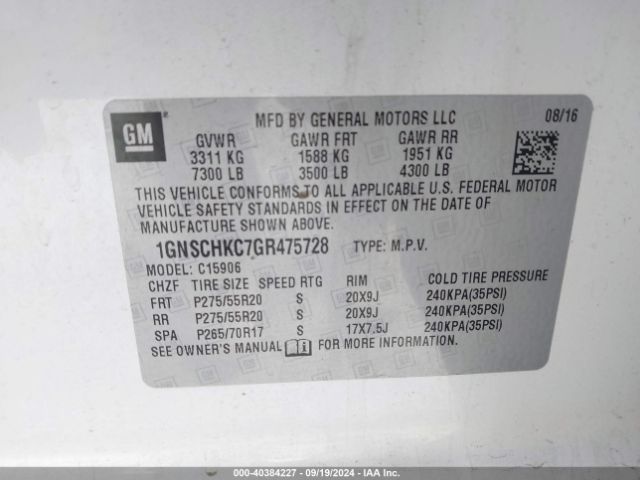 GM
MFD BY GENERAL MOTORS LLC 08/16
GVWR GAWR FRT GAWR RR
3311 KG 1588 KG 1951 KG
7300 LB 3500 LB 4300 LB
THIS VEHICLE CONFORMS TO ALL APPLICABLE U.S. FEDERAL MOTOR
VEHICLE SAFETY STANDARDS IN EFFECT ON THE DATE OF
MANUFACTURE SHOWN ABOVE.
1GNSCHKC7GR475728 TYPE: M.P.V.
MODEL: C15906
CHZF TIRE SIZE SPEED RTG RIM COLD TIRE PRESSURE
FRT P275/55R20 S 20X9J 240KPA(35PSI)
RR P275/55R20 S 20X9J 240KPA(35PSI)
SPA P265/70R17 S 17X7.5J 240KPA(35PSI)
SEE OWNER'S MANUAL FOR MORE INFORMATION.
000-40384227 - 09/19/2024 - IAA Inc.